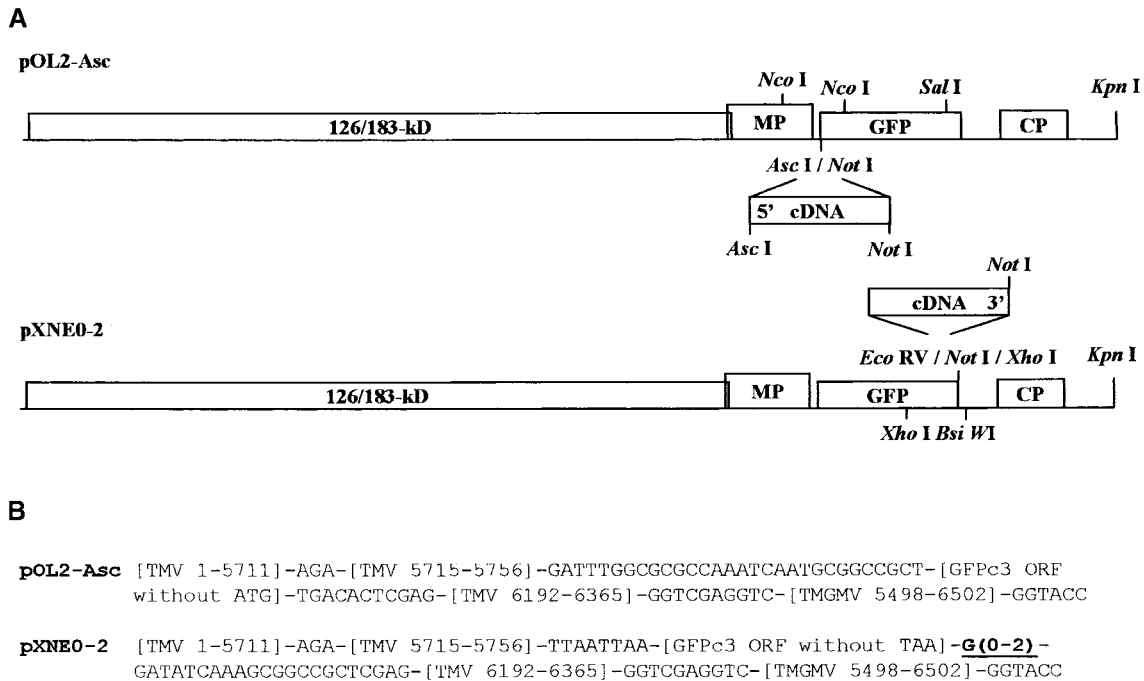 A
pOL2-Asc
Nco I
Nco I
Sal I
Kpn I
126/183-kD
MP
GFP
CP
Asc I / Not I
5’ cDNA
Asc I
Not I
Not I
cDNA 3’
pXNE0-2
Eco RV / Not I / Xho I
Kpn I
126/183-kD
MP
GFP
CP
Xho I Bsi WI
B
pOL2-Asc [TMV 1-5711]-AGA-[TMV 5715-5756]-GATTTGGCGCGCCAAATCAATGCGGCCGCT-[GFPc3 ORF
without ATG]-TGACACTCGAG-[TMV 6192-6365]-GGTCGAGGTC-[TMGMV 5498-6502]-GGTACC
pXNE0-2 [TMV 1-5711]-AGA-[TMV 5715-5756]-TTAATTAA-[GFPc3 ORF without TAA]-G(0-2)-
GATATCAAAGCGGCCGCTCGAG-[TMV 6192-6365]-GGTCGAGGTC-[TMGMV 5498-6502]-GGTACC